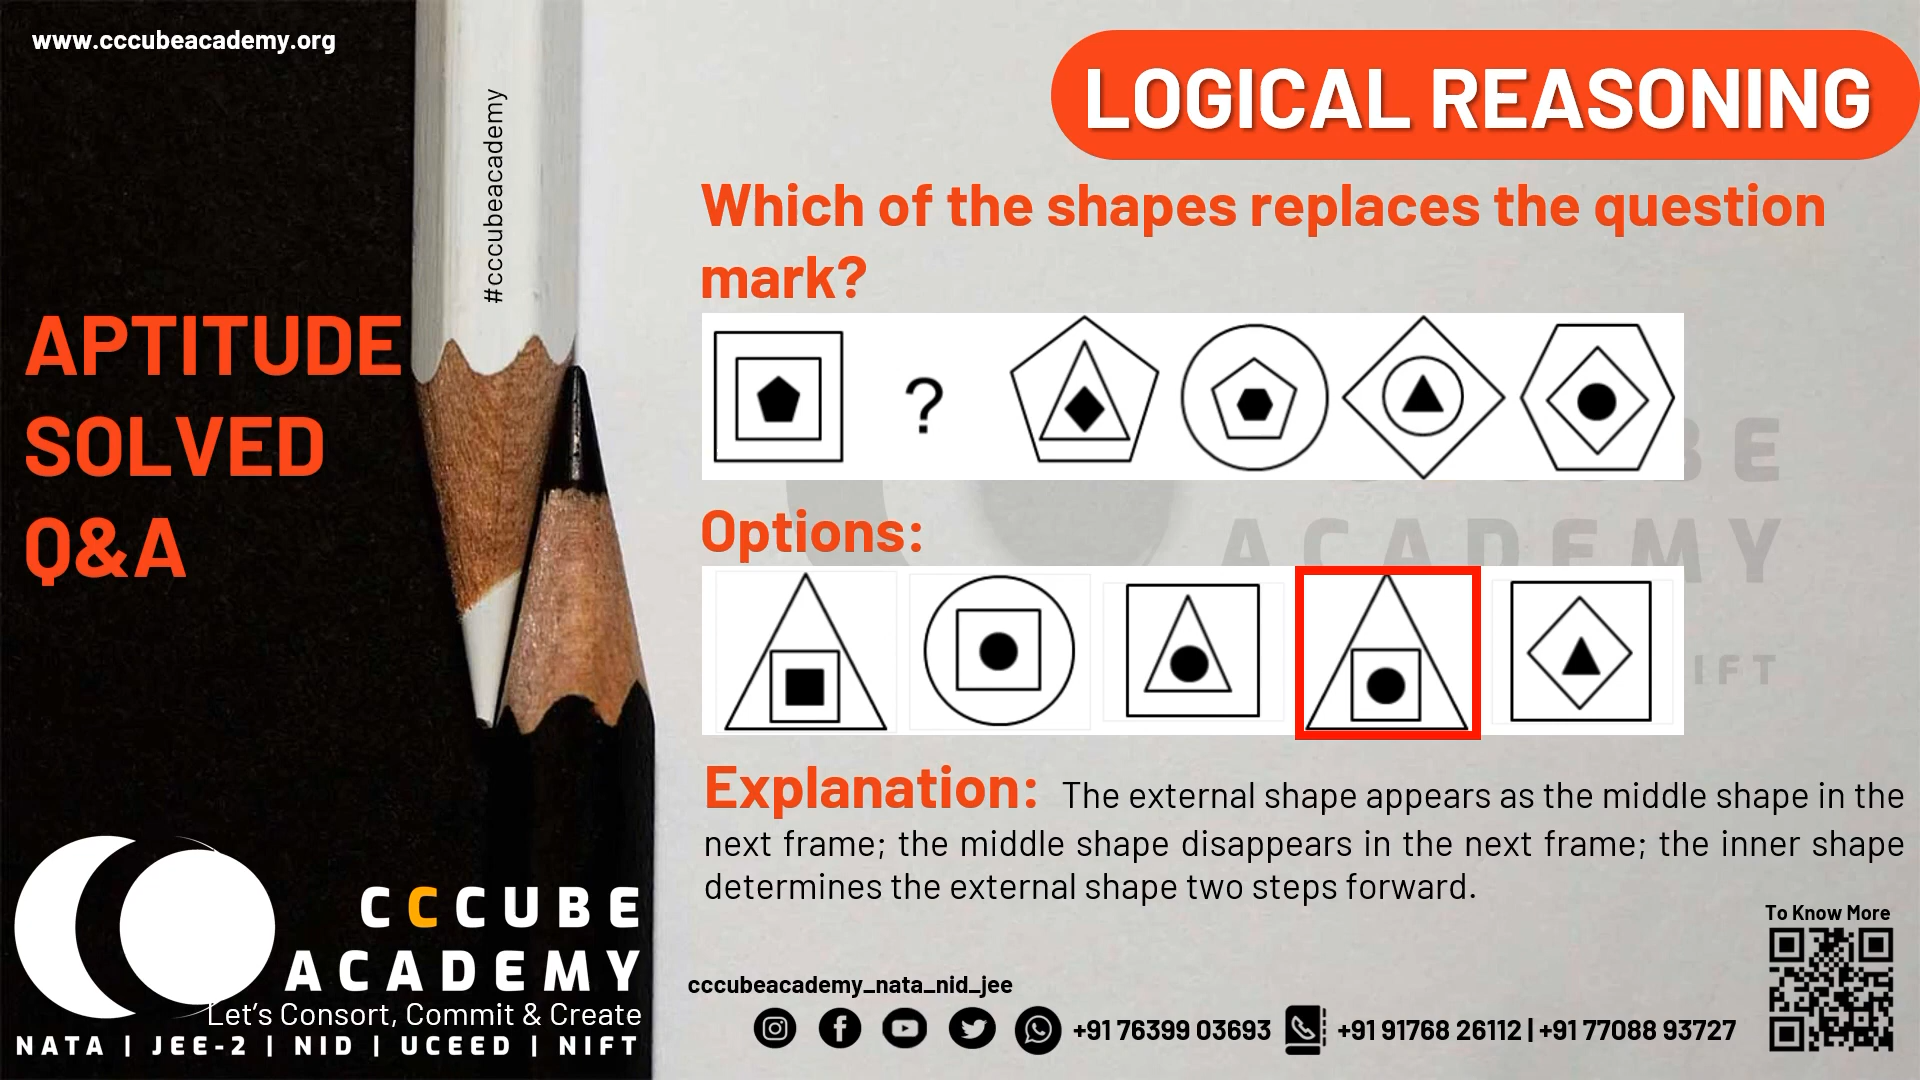 www.cccubeacademy.org
#cccubeacademy
LOGICAL REASONING
Which of the shapes replaces the question
mark?
?
APTITUDE
SOLVED
Q&A
Options:
Explanation: The external shape appears as the middle shape in the
next frame; the middle shape disappears in the next frame; the inner shape
determines the external shape two steps forward.
CCCUBE
ACADEMY
Let's Consort, Commit & Create
NATA | JEE-2 | NID | UCEED | NIFT
To Know More
cccubeacademy_nata_nid_jee
+91 76399 03693
+91 91768 26112 | +91 77088 93727
BE
ACADEMY
IFT